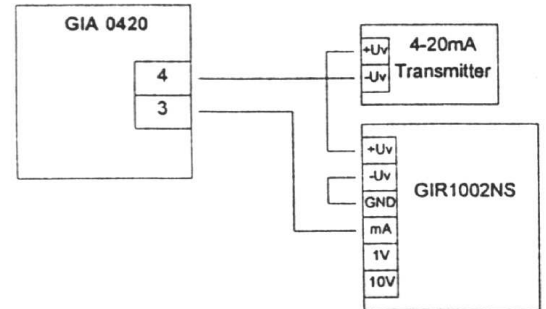 GIA 0420
4
3
+Uv
-Uv
4-20mA
Transmitter
+Uv
-Uv
GND
mA
1V
10V
GIR1002NS